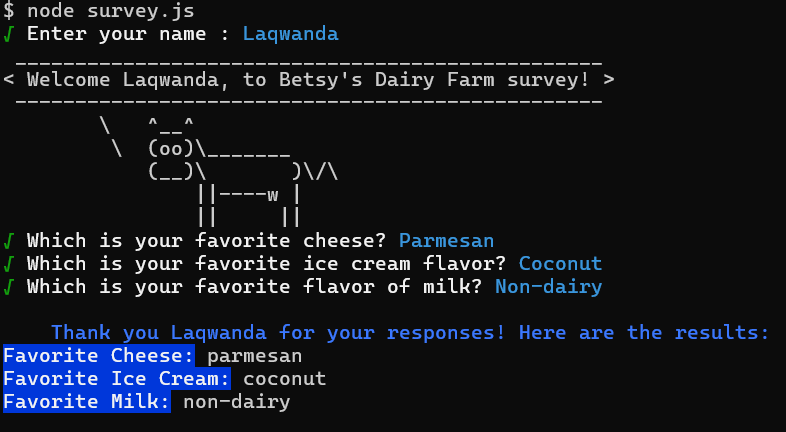 $ node survey.js
√ Enter your name : Laqwanda
 _________________________________________________
< Welcome Laqwanda, to Betsy's Dairy Farm survey! >
 -------------------------------------------------
        \   ^__^
         \  (oo)\_______
            (__)\       )\/\
                ||----w |
                ||     ||
√ Which is your favorite cheese? Parmesan
√ Which is your favorite ice cream flavor? Coconut
√ Which is your favorite flavor of milk? Non-dairy
    Thank you Laqwanda for your responses! Here are the results:
Favorite Cheese: parmesan
Favorite Ice Cream: coconut
Favorite Milk: non-dairy